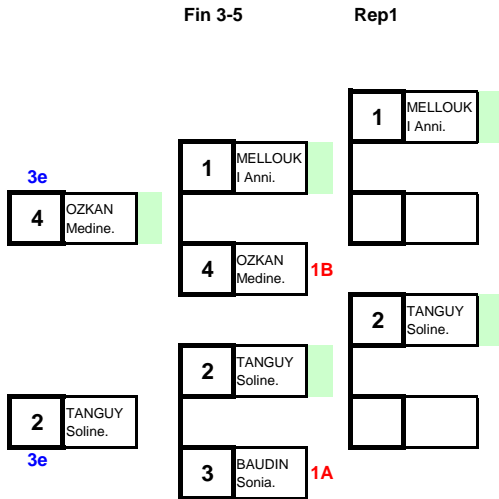 Fin 3-5
Rep1
1
MELLOUK
I Anni.
1
MELLOUK
I Anni.
3e
4
OZKAN
Medine.
4
OZKAN
Medine.
1B
2
TANGUY
Soline.
2
TANGUY
Soline.
2
TANGUY
Soline.
3e
3
BAUDIN
Sonia.
1A